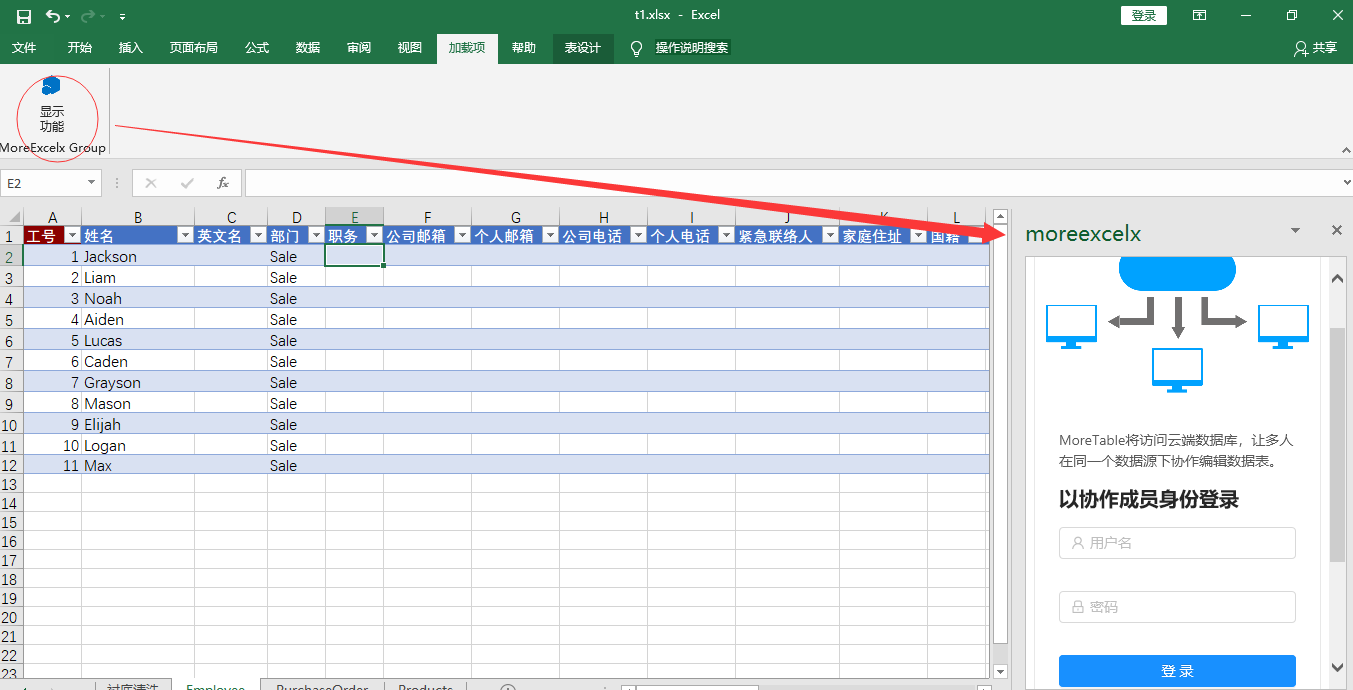 t1.xlsx - Excel
登录
文件 开始 插入 页面布局 公式 数据 审阅 视图 加载项 帮助 表设计 操作说明搜索 共享
显示
功能
MoreExcelx Group
E2 fx
A B C D E F G H I J K L
1 工号 姓名 英文名 部门 职务 公司邮箱 个人邮箱 公司电话 个人电话 紧急联络人 家庭住址 国籍
2 1 Jackson Sale
3 2 Liam Sale
4 3 Noah Sale
5 4 Aiden Sale
6 5 Lucas Sale
7 6 Caden Sale
8 7 Grayson Sale
9 8 Mason Sale
10 9 Elijah Sale
11 10 Logan Sale
12 11 Max Sale
13
14
15
16
17
18
19
20
21
22
23
Employee PurchaseOrder Products
moreexcelx
MoreTable将访问云端数据库，让多人
在同一个数据源下协作编辑数据表。
以协作成员身份登录
用户名
密码
登 录